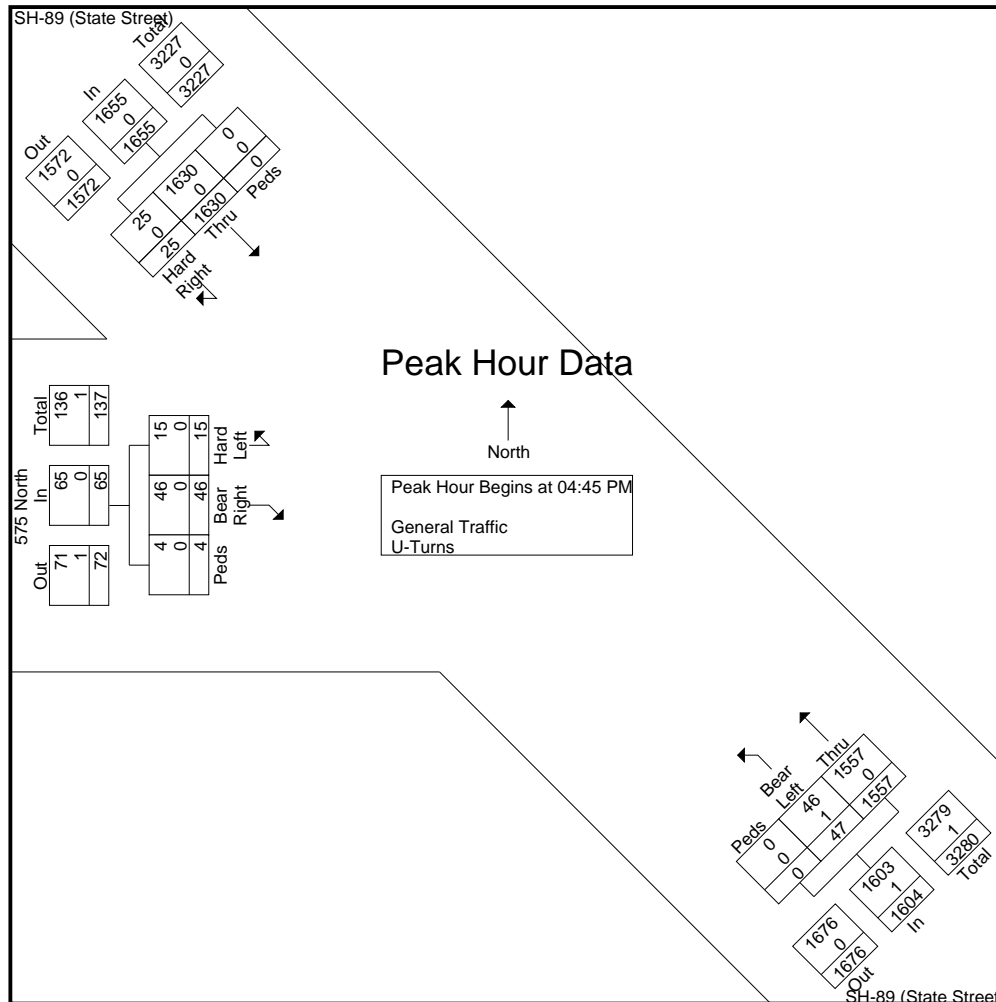 SH-89 (State Street)
Total
3227
0
3227
In
1655
0
1655
Out
1572
0
1572
25 1630 0
0 0 0
25 1630 0
Hard Right
Thru
Peds
Peak Hour Data
North
Peak Hour Begins at 04:45 PM
General Traffic
U-Turns
575 North
Total
136
1
137
In
65
0
65
Out
71
1
72
15 0 15
Hard Left
46 0 46
Bear Right
4 0 4
Peds
Peds
Bear Left
Thru
0 46 1557
0 1 0
0 47 1557
3279
1
3280
Total
1603
1
1604
In
1676
0
1676
Out
SH-89 (State Street